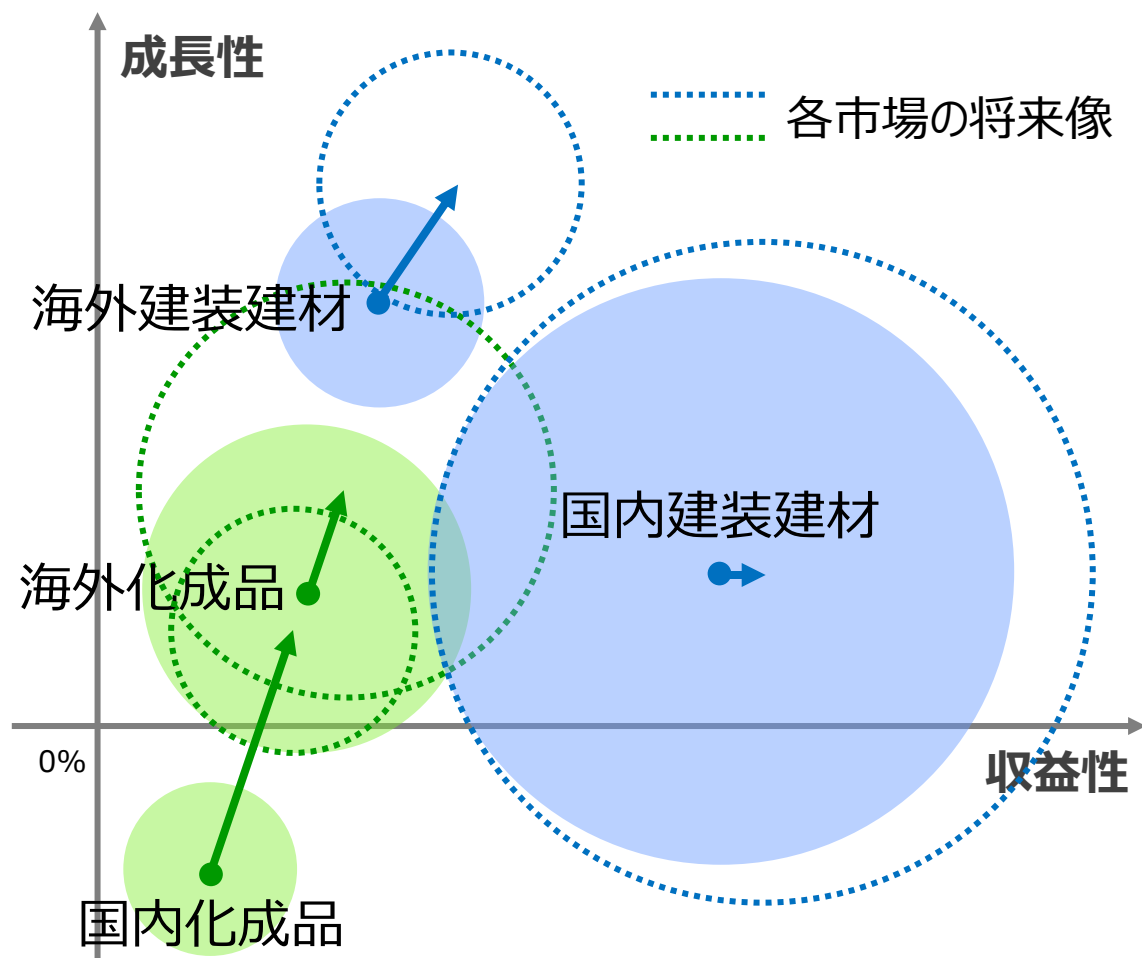 成長性
各市場の将来像
海外建装建材
国内建装建材
海外化成品
0%
収益性
国内化成品